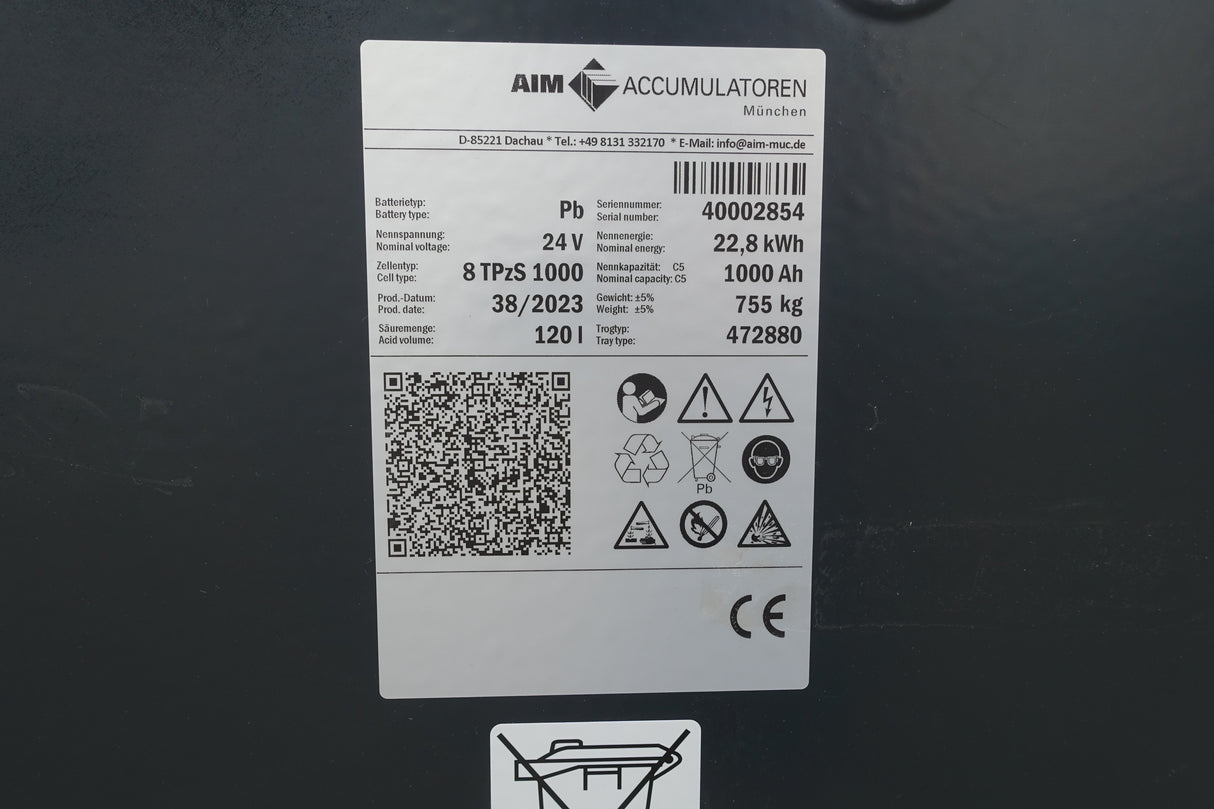 AIM ACCUMULATOREN
München
D-85221 Dachau * Tel.: +49 8131 332170 * E-Mail: info@aim-muc.de
Batterietyp:
Battery type:
Pb
Seriennummer:
Serial number:
40002854
Nennspannung:
Nominal voltage:
24 V
Nennenergie:
Nominal energy:
22,8 kWh
Zellentyp:
Cell type:
8 TPzS 1000
Nennkapazität: C5
Nominal capacity: C5
1000 Ah
Prod.-Datum:
Prod. date:
38/2023
Gewicht: ±5%
Weight: ±5%
755 kg
Säuremenge:
Acid volume:
120 l
Trogtyp:
Tray type:
472880
Pb
CE